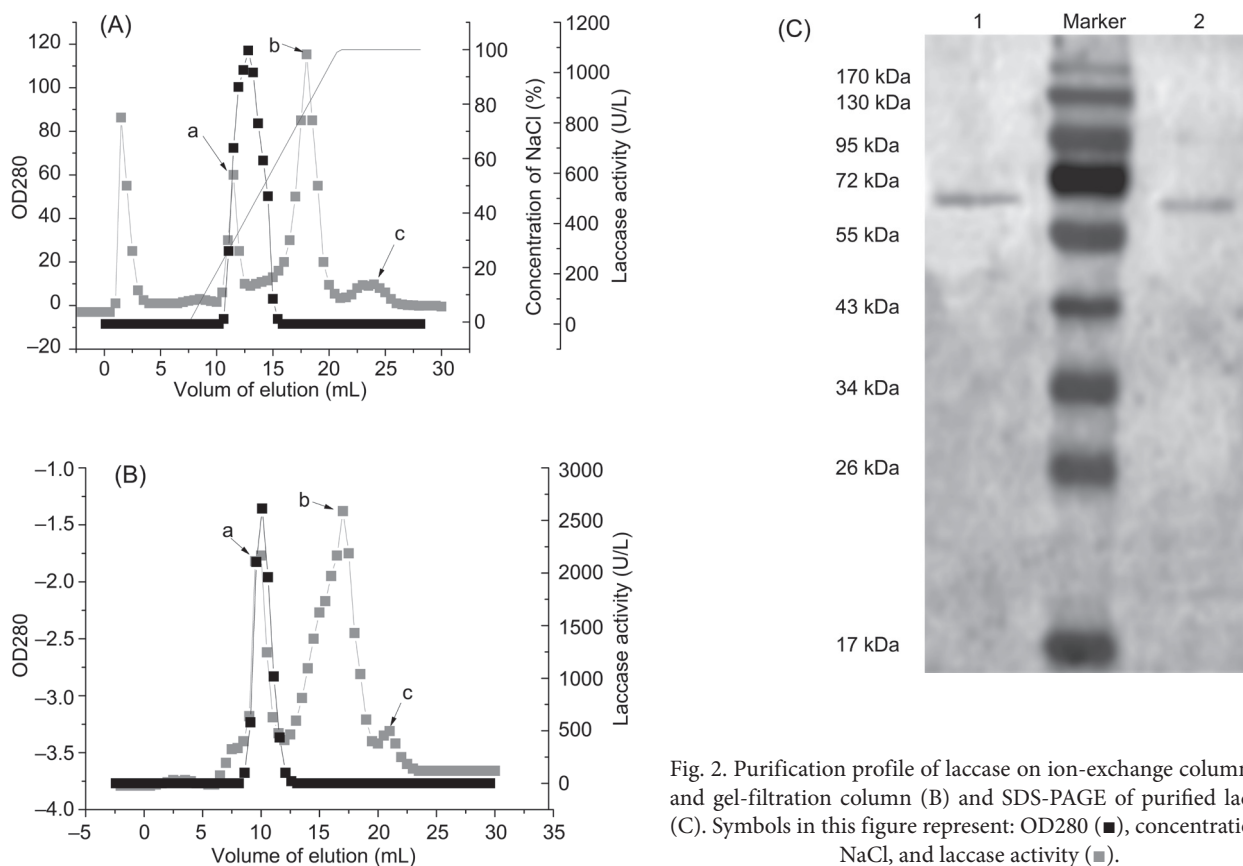 (A)
120
100
80
60
40
20
0
−20
OD280
a
b
c
100
80
60
40
20
0
Concentration of NaCl (%)
1200
1000
800
600
400
200
0
Laccase activity (U/L)
0 5 10 15 20 25 30
Volum of elution (mL)
(B)
−1.0
−1.5
−2.0
−2.5
−3.0
−3.5
−4.0
OD280
a
b
c
3000
2500
2000
1500
1000
500
0
Laccase activity (U/L)
−5 0 5 10 15 20 25 30 35
Volume of elution (mL)
(C)
1 Marker 2
170 kDa
130 kDa
95 kDa
72 kDa
55 kDa
43 kDa
34 kDa
26 kDa
17 kDa
Fig. 2. Purification profile of laccase on ion-exchange column
and gel-filtration column (B) and SDS-PAGE of purified lac
(C). Symbols in this figure represent: OD280 (■), concentratio
NaCl, and laccase activity (■).